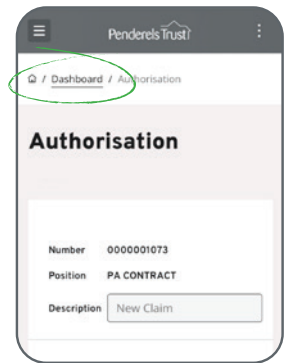 Penderels Trust
/ Dashboard / Authorisation
Authorisation
Number 0000001073
Position PA CONTRACT
Description New Claim